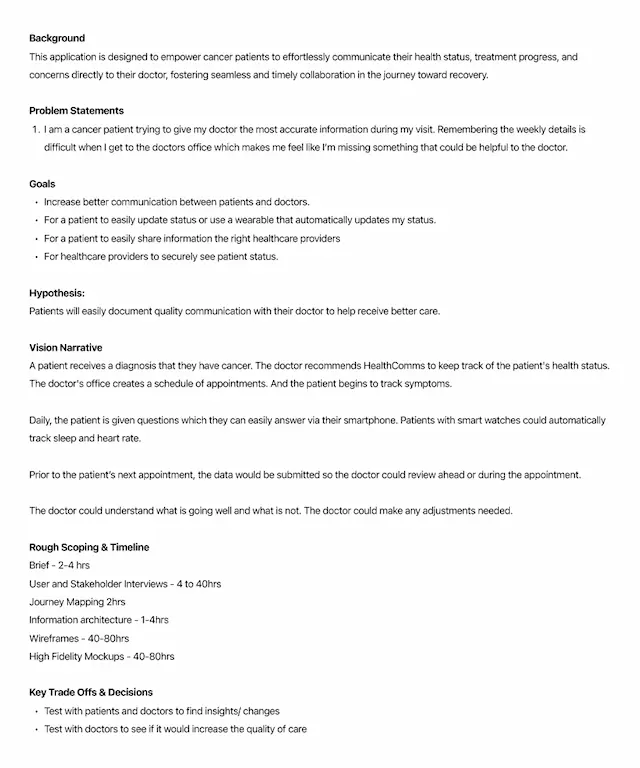 Background
This application is designed to empower cancer patients to effortlessly communicate their health status, treatment progress, and
concerns directly to their doctor, fostering seamless and timely collaboration in the journey toward recovery.
Problem Statements
1. I am a cancer patient trying to give my doctor the most accurate information during my visit. Remembering the weekly details is
difficult when I get to the doctors office which makes me feel like I'm missing something that could be helpful to the doctor.
Goals
• Increase better communication between patients and doctors.
• For a patient to easily update status or use a wearable that automatically updates my status.
• For a patient to easily share information the right healthcare providers
• For healthcare providers to securely see patient status.
Hypothesis:
Patients will easily document quality communication with their doctor to help receive better care.
Vision Narrative
A patient receives a diagnosis that they have cancer. The doctor recommends HealthComms to keep track of the patient's health status.
The doctor's office creates a schedule of appointments. And the patient begins to track symptoms.
Daily, the patient is given questions which they can easily answer via their smartphone. Patients with smart watches could automatically
track sleep and heart rate.
Prior to the patient's next appointment, the data would be submitted so the doctor could review ahead or during the appointment.
The doctor could understand what is going well and what is not. The doctor could make any adjustments needed.
Rough Scoping & Timeline
Brief - 2-4 hrs
User and Stakeholder Interviews - 4 to 40hrs
Journey Mapping 2hrs
Information architecture - 1-4hrs
Wireframes - 40-80hrs
High Fidelity Mockups - 40-80hrs
Key Trade Offs & Decisions
• Test with patients and doctors to find insights/ changes
• Test with doctors to see if it would increase the quality of care